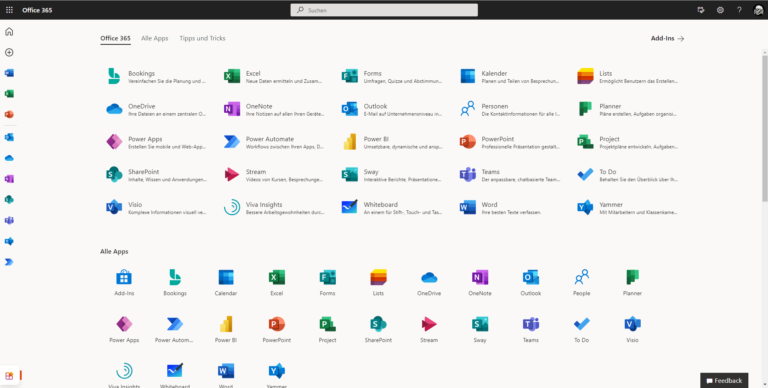 Office 365
Suchen
Office 365 Alle Apps Tipps und Tricks
Add-Ins →
Bookings
Vereinfachen Sie die Planung und ...
Excel
Neue Daten ermitteln und Zusam...
Forms
Umfragen, Quizze und Abstimmun...
Kalender
Planen und Teilen von Besprechun...
Lists
Ermöglicht Benutzern das Erstellen...
OneDrive
Ihre Dateien an einem zentralen O...
OneNote
Ihre Notizen auf allen Ihren Geräte...
Outlook
E-Mail auf Unternehmensniveau in...
Personen
Die Kontaktinformationen für alle I...
Planner
Pläne erstellen, Aufgaben organisi...
Power Apps
Erstellen Sie mobile und Web-App...
Power Automate
Workflows zwischen Ihren Apps, D...
Power BI
Umsetzbare, dynamische und ansp...
PowerPoint
Professionelle Präsentation gestalt...
Project
Projektpläne entwickeln, Aufgaben...
SharePoint
Inhalte, Wissen und Anwendungen...
Stream
Videos von Kursen, Besprechunge...
Sway
Interaktive Berichte, Präsentatione...
Teams
Der anpassbare, chatbasierte Team...
To Do
Behalten Sie den Überblick über Ih...
Visio
Komplexe Informationen visuell ve...
Viva Insights
Bessere Arbeitsgewohnheiten durc...
Whiteboard
An einem für Stift-, Touch- und Tea...
Word
Ihre besten Texte verfassen.
Yammer
Mit Mitarbeitern und Klassenkame...
Alle Apps
Add-Ins Bookings Calendar Excel Forms Lists OneDrive OneNote Outlook People Planner
Power Apps Power Autom... Power BI PowerPoint Project SharePoint Stream Sway Teams To Do Visio
Viva Insights Whiteboard Word Yammer
Feedback